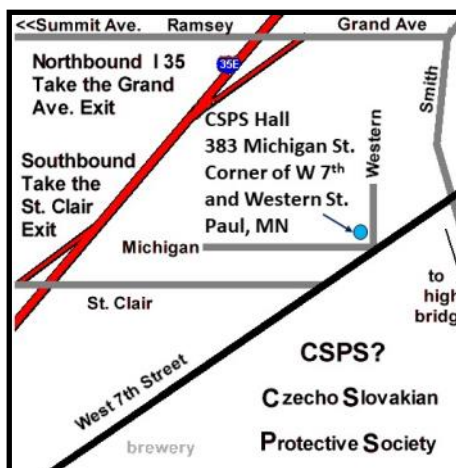 <<Summit Ave.
Ramsey
Grand Ave
Northbound I 35
Take the Grand
Ave. Exit
35E
Smith
Southbound
Take the
St. Clair
Exit
CSPS Hall
383 Michigan St.
Corner of W 7th
and Western St.
Paul, MN
Western
Michigan
St. Clair
to
high
bridg
West 7th Street
CSPS?
Czecho Slovakian
Protective Society
brewery